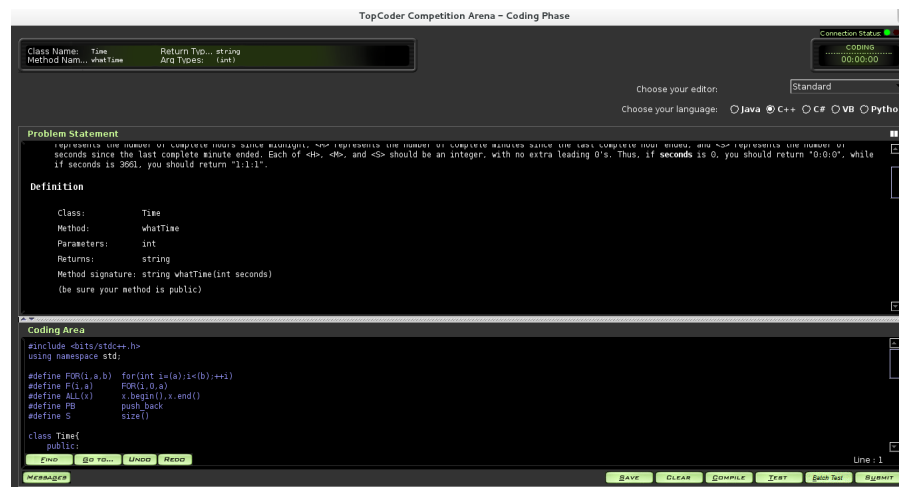 TopCoder Competition Arena - Coding Phase
Connection Status:
Class Name: Time Return Typ... string
Method Nam... whatTime Arg Types: (int)
CODING
00:00:00
Choose your editor: Standard
Choose your language: Java C++ C# VB Pytho
Problem Statement
represents the number of complete hours since midnight, <M> represents the number of complete minutes since the last complete hour ended, and <S> represents the number of
seconds since the last complete minute ended. Each of <H>, <M>, and <S> should be an integer, with no extra leading 0's. Thus, if seconds is 0, you should return "0:0:0", while
if seconds is 3661, you should return "1:1:1".
Definition
Class: Time
Method: whatTime
Parameters: int
Returns: string
Method signature: string whatTime(int seconds)
(be sure your method is public)
Coding Area
#include <bits/stdc++.h>
using namespace std;
#define FOR(i,a,b) for(int i=(a);i<(b);++i)
#define F(i,a) FOR(i,0,a)
#define ALL(x) x.begin(),x.end()
#define PB push_back
#define S size()
class Time{
public:
FIND GO TO... UNDO REDO
Line : 1
MESSAGES SAVE CLEAR COMPILE TEST Batch Test SUBMIT